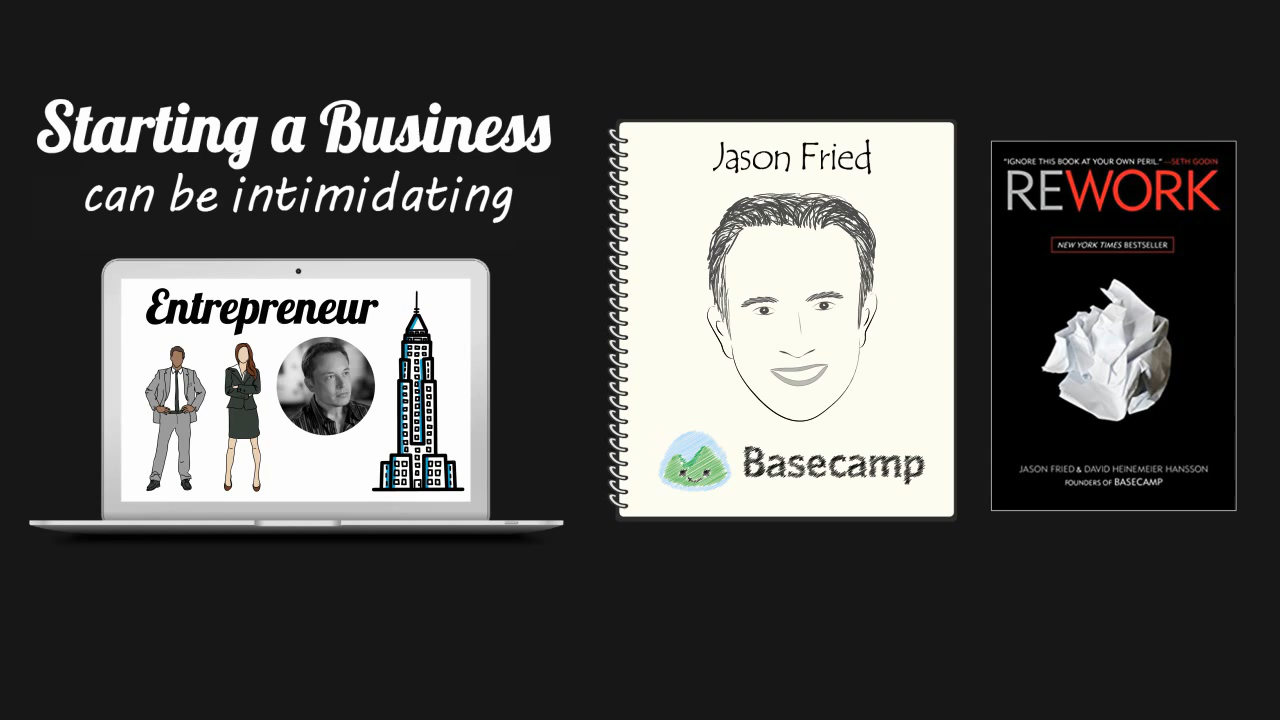 Starting a Business
can be intimidating
Entrepreneur
Jason Fried
Basecamp
"IGNORE THIS BOOK AT YOUR OWN PERIL." —SETH GODIN
REWORK
NEW YORK TIMES BESTSELLER
JASON FRIED & DAVID HEINEMEIER HANSSON
FOUNDERS OF BASECAMP